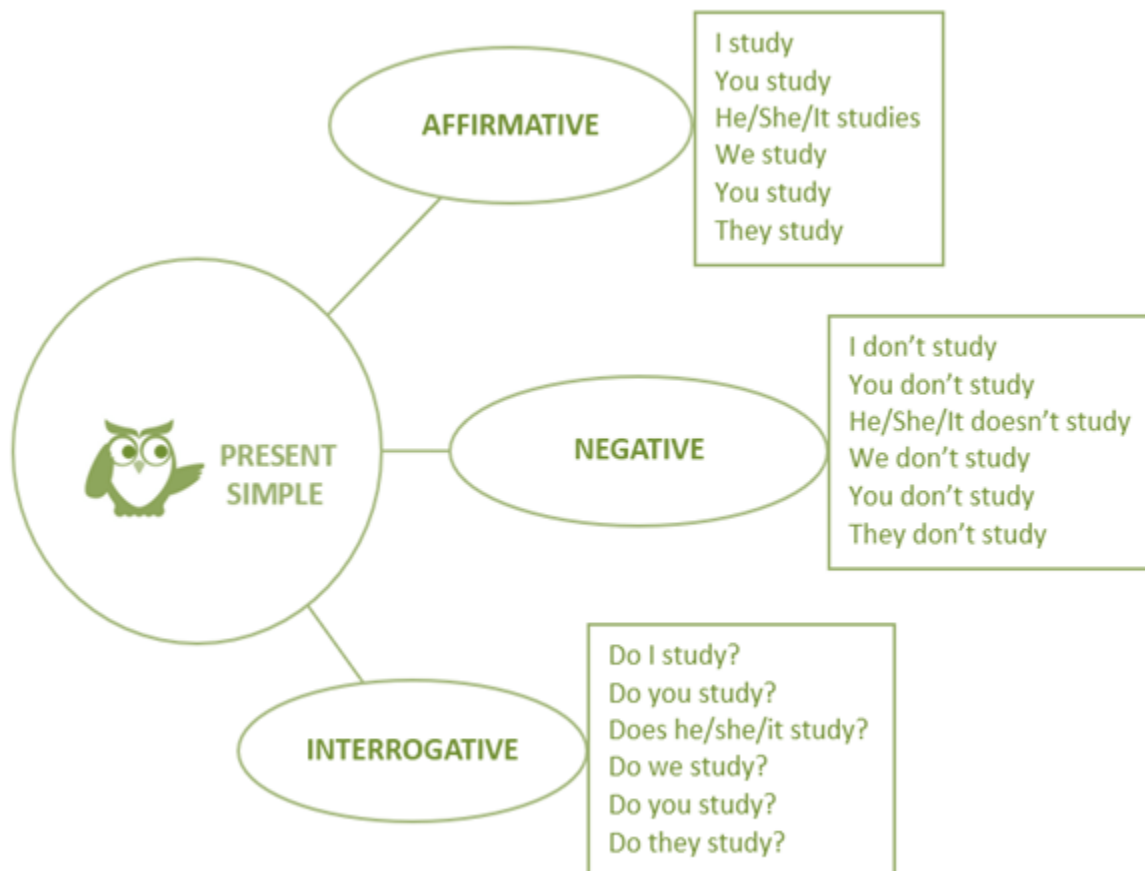 PRESENT
SIMPLE
AFFIRMATIVE
I study
You study
He/She/It studies
We study
You study
They study
NEGATIVE
I don’t study
You don’t study
He/She/It doesn’t study
We don’t study
You don’t study
They don’t study
INTERROGATIVE
Do I study?
Do you study?
Does he/she/it study?
Do we study?
Do you study?
Do they study?